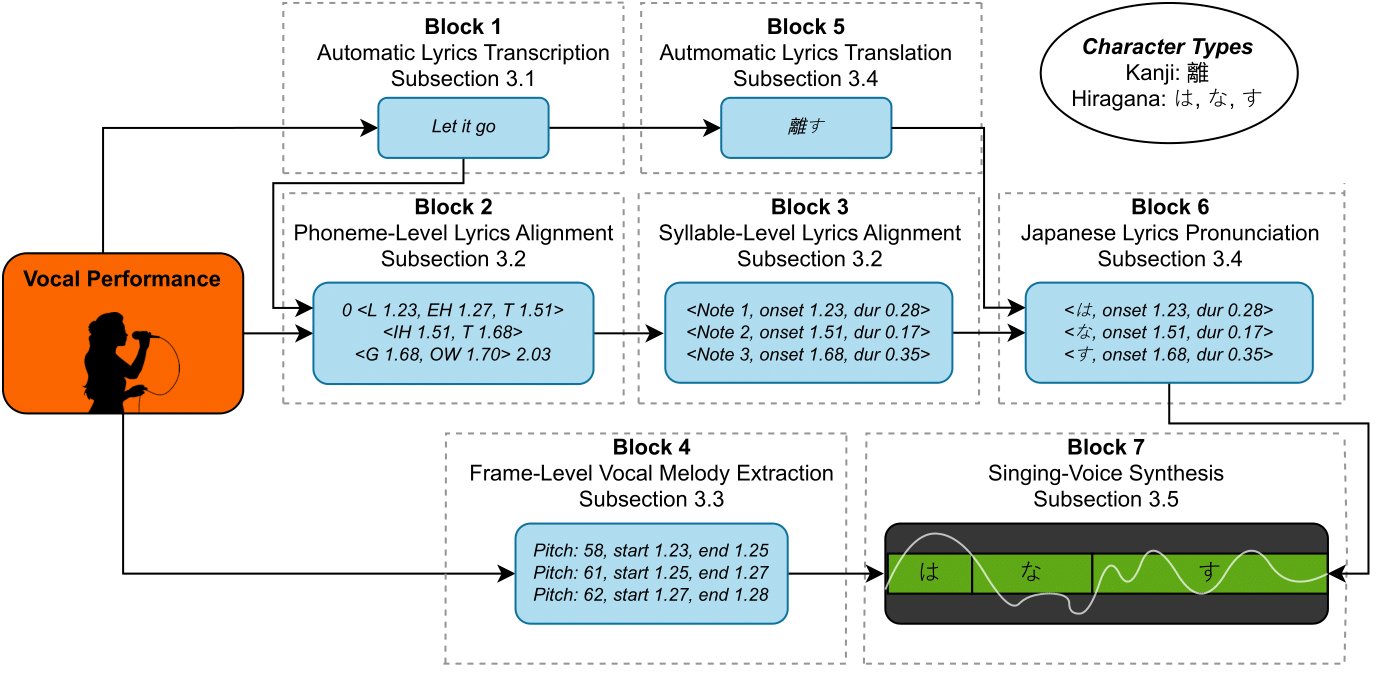 Block 1
Automatic Lyrics Transcription
Subsection 3.1
Let it go
Block 5
Autmomatic Lyrics Translation
Subsection 3.4
離す
Character Types
Kanji: 離
Hiragana: は, な, す
Vocal Performance
Block 2
Phoneme-Level Lyrics Alignment
Subsection 3.2
0 <L 1.23, EH 1.27, T 1.51>
<IH 1.51, T 1.68>
<G 1.68, OW 1.70> 2.03
Block 3
Syllable-Level Lyrics Alignment
Subsection 3.2
<Note 1, onset 1.23, dur 0.28>
<Note 2, onset 1.51, dur 0.17>
<Note 3, onset 1.68, dur 0.35>
Block 6
Japanese Lyrics Pronunciation
Subsection 3.4
<は, onset 1.23, dur 0.28>
<な, onset 1.51, dur 0.17>
<す, onset 1.68, dur 0.35>
Block 4
Frame-Level Vocal Melody Extraction
Subsection 3.3
Pitch: 58, start 1.23, end 1.25
Pitch: 61, start 1.25, end 1.27
Pitch: 62, start 1.27, end 1.28
Block 7
Singing-Voice Synthesis
Subsection 3.5
は な す